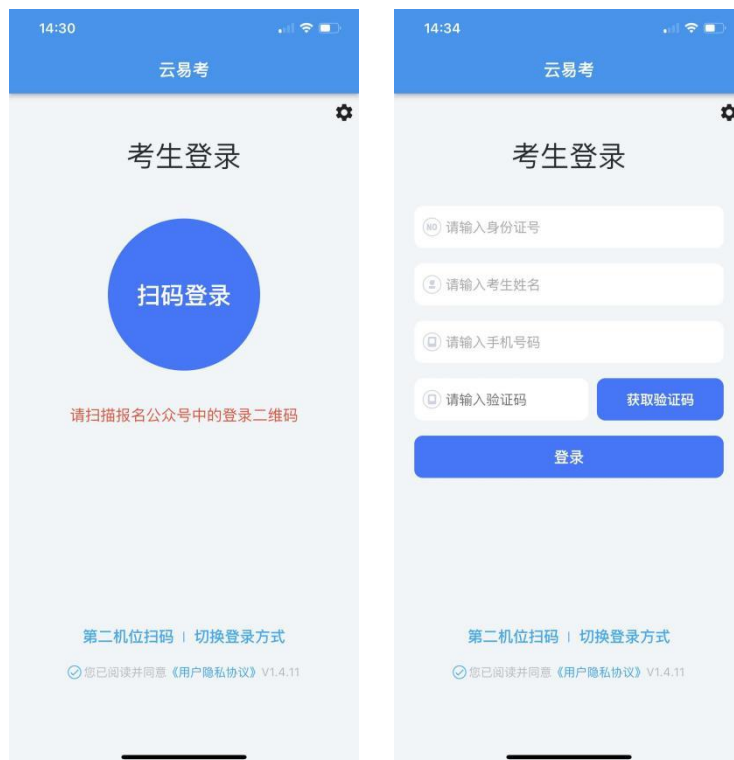 14:30
云易考
考生登录
扫码登录
请扫描报名公众号中的登录二维码
第二机位扫码 | 切换登录方式
您已阅读并同意《用户隐私协议》V1.4.11
14:34
云易考
考生登录
NO 请输入身份证号
请输入考生姓名
请输入手机号码
请输入验证码 获取验证码
登录
第二机位扫码 | 切换登录方式
您已阅读并同意《用户隐私协议》V1.4.11